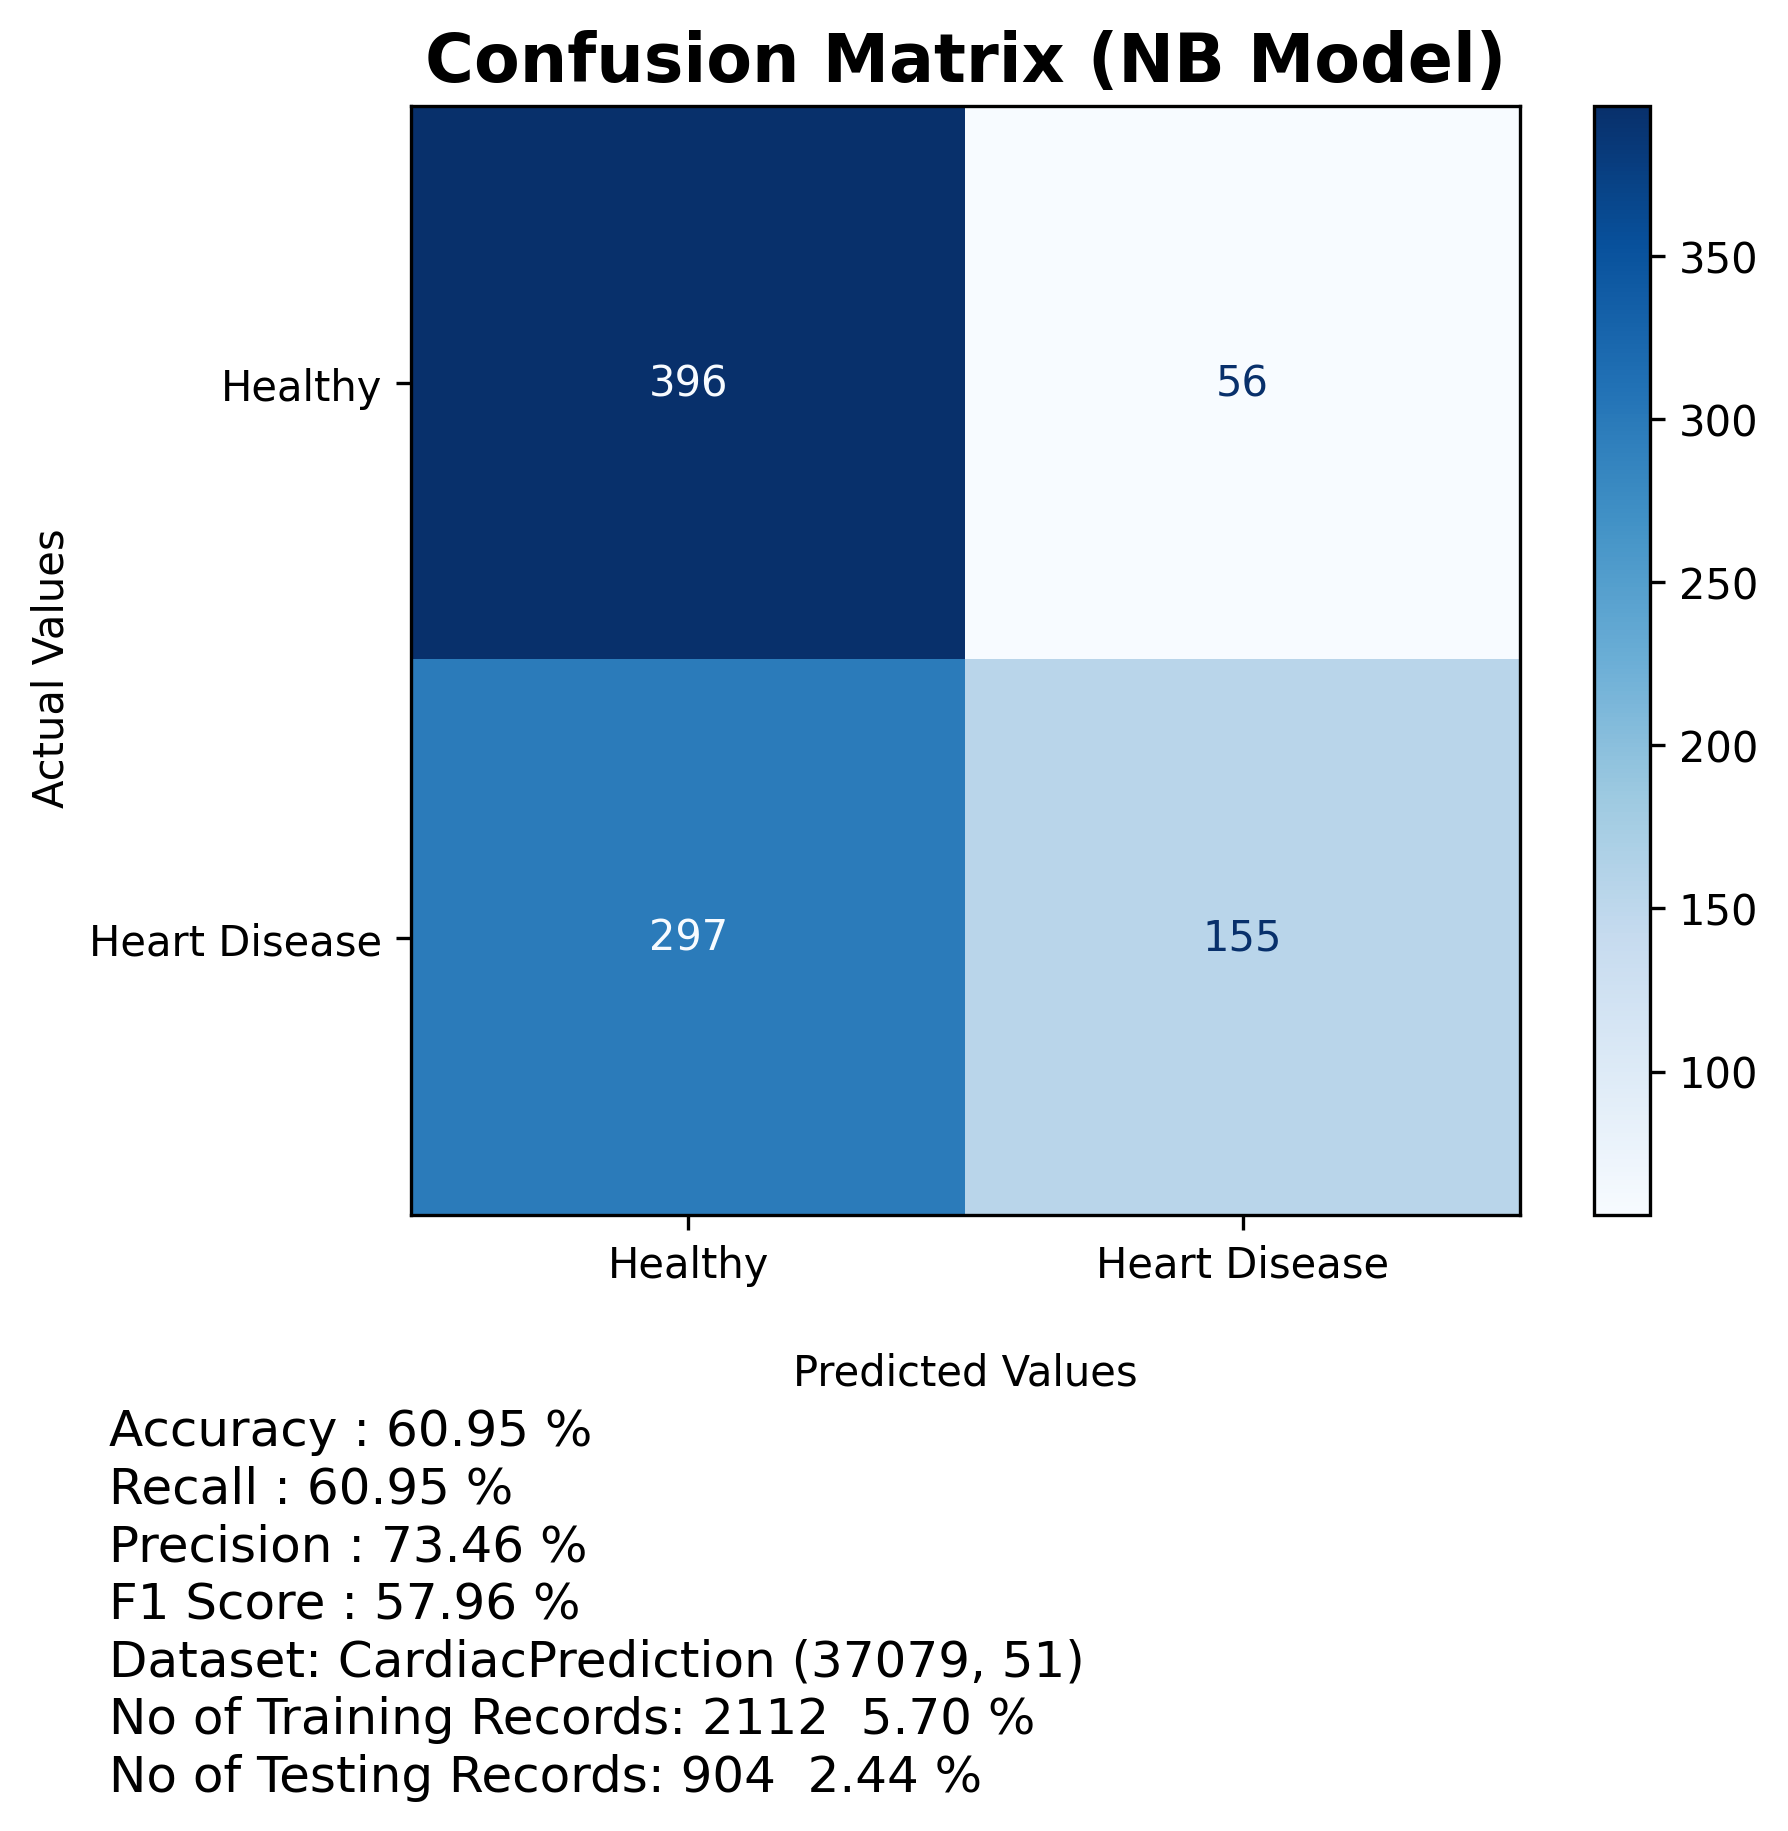 Confusion Matrix (NB Model)
350
Healthy
396
56
300
250
Actual Values
200
150
Heart Disease
297
155
100
Healthy
Heart Disease
Predicted Values
Accuracy : 60.95 %
Recall : 60.95 %
Precision : 73.46 %
F1 Score : 57.96 %
Dataset: CardiacPrediction (37079, 51)
No of Training Records: 2112  5.70 %
No of Testing Records: 904  2.44 %